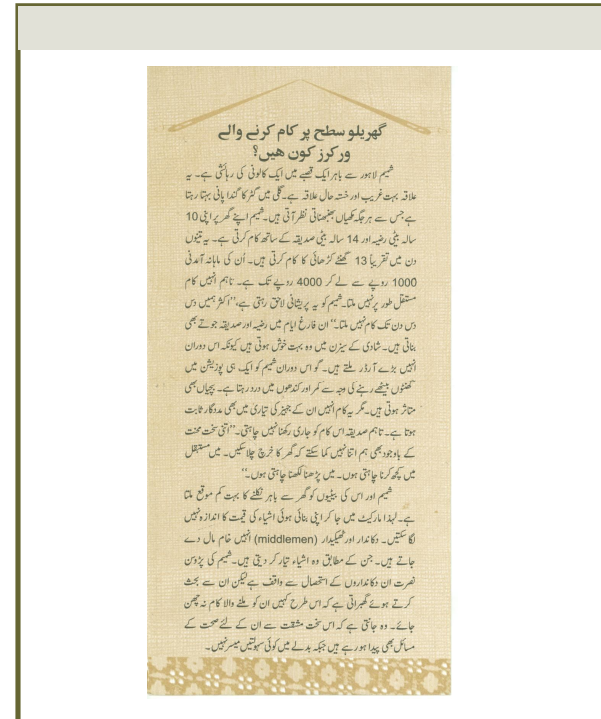 گھریلو سطح پر کام کرنے والے
ورکرز کون ھیں؟
شمیم لاہور سے باہر ایک قصبے میں ایک کالونی کی رہائشی ہے۔ یہ
علاقہ بہت غریب اور خستہ حال علاقہ ہے۔ گلی میں گٹر کا گندا پانی بہتا رہتا
ہے جس سے ہر جگہ مکھیاں بھنبھناتی نظر آتی ہیں۔ شمیم اپنے گھر پر اپنی 10
سالہ بیٹی رضیہ اور 14 سالہ بیٹی صدیقہ کے ساتھ کام کرتی ہے۔ یہ تینوں
دن میں تقریباً 13 گھنٹے کڑھائی کا کام کرتی ہیں۔ اُن کی ماہانہ آمدنی
1000 روپے سے لے کر 4000 روپے تک ہے۔ تاہم انہیں کام
مستقل طور پر نہیں ملتا۔ شمیم کو یہ پریشانی لاحق رہتی ہے، ’’اکثر ہمیں دس
دس دن تک کام نہیں ملتا۔‘‘ ان فارغ ایام میں رضیہ اور صدیقہ جوتے بھی
بناتی ہیں۔ شادی کے سیزن میں وہ بہت خوش ہوتی ہیں کیونکہ اس دوران
انہیں بڑے آرڈر ملتے ہیں۔ گو اس دوران شمیم کو ایک ہی پوزیشن میں
گھنٹوں بیٹھے رہنے کی وجہ سے کمر اور کندھوں میں درد رہتا ہے۔ بچیاں بھی
متاثر ہوتی ہیں۔ مگر یہ کام انہیں ان کے جہیز کی تیاری میں بھی مددگار ثابت
ہوتا ہے۔ تاہم صدیقہ اس کام کو جاری رکھنا نہیں چاہتی۔ ’’اتنی سخت محنت
کے باوجود بھی ہم اتنا نہیں کما سکتے کہ گھر کا خرچ چلا سکیں۔ میں مستقبل
میں کچھ کرنا چاہتی ہوں۔ میں پڑھنا لکھنا چاہتی ہوں۔‘‘
شمیم اور اس کی بیٹیوں کو گھر سے باہر نکلنے کا بہت کم موقع ملتا
ہے۔ لہذا مارکیٹ میں جا کر اپنی بنائی ہوئی اشیاء کی قیمت کا اندازہ نہیں
لگا سکتیں۔ دکاندار اور ٹھیکیدار (middlemen) انہیں خام مال دے
جاتے ہیں۔ جن کے مطابق وہ اشیاء تیار کر دیتی ہیں۔ شمیم کی پڑوسن
نصرت ان دکانداروں کے استحصال سے واقف ہے لیکن ان سے بحث
کرتے ہوئے گھبراتی ہے کہ اس طرح کہیں ان کو ملنے والا کام نہ چھن
جائے۔ وہ جانتی ہے کہ اس سخت مشقت سے ان کے لئے صحت کے
مسائل بھی پیدا ہو رہے ہیں جبکہ بدلے میں کوئی سہولتیں میسر نہیں۔